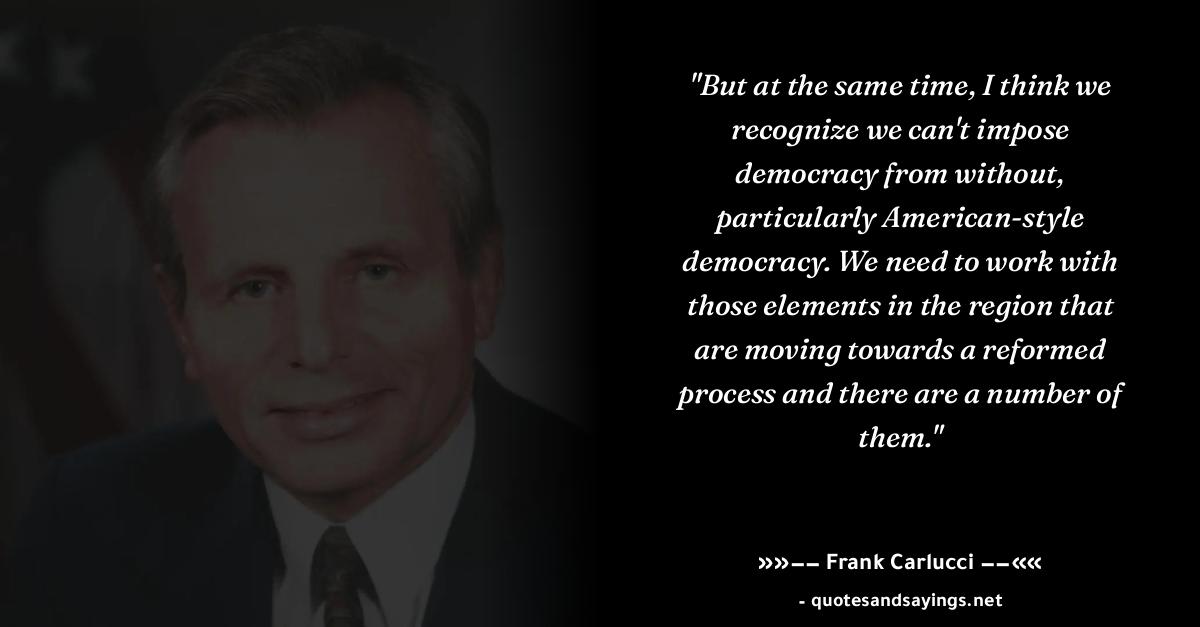 "But at the same time, I think we
recognize we can't impose
democracy from without,
particularly American-style
democracy. We need to work with
those elements in the region that
are moving towards a reformed
process and there are a number of
them."
»»−− Frank Carlucci −−««
- quotesandsayings.net